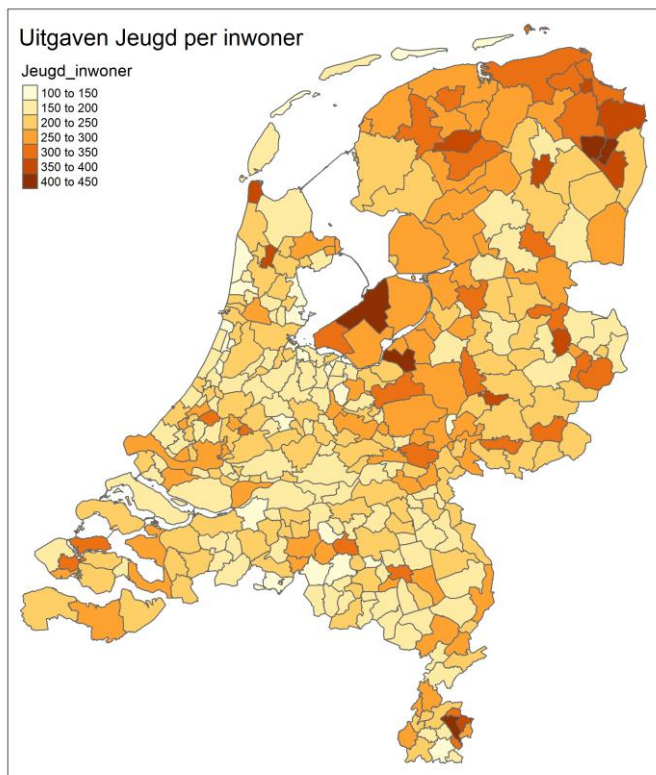 Uitgaven Jeugd per inwoner
Jeugd_inwoner
100 to 150
150 to 200
200 to 250
250 to 300
300 to 350
350 to 400
400 to 450